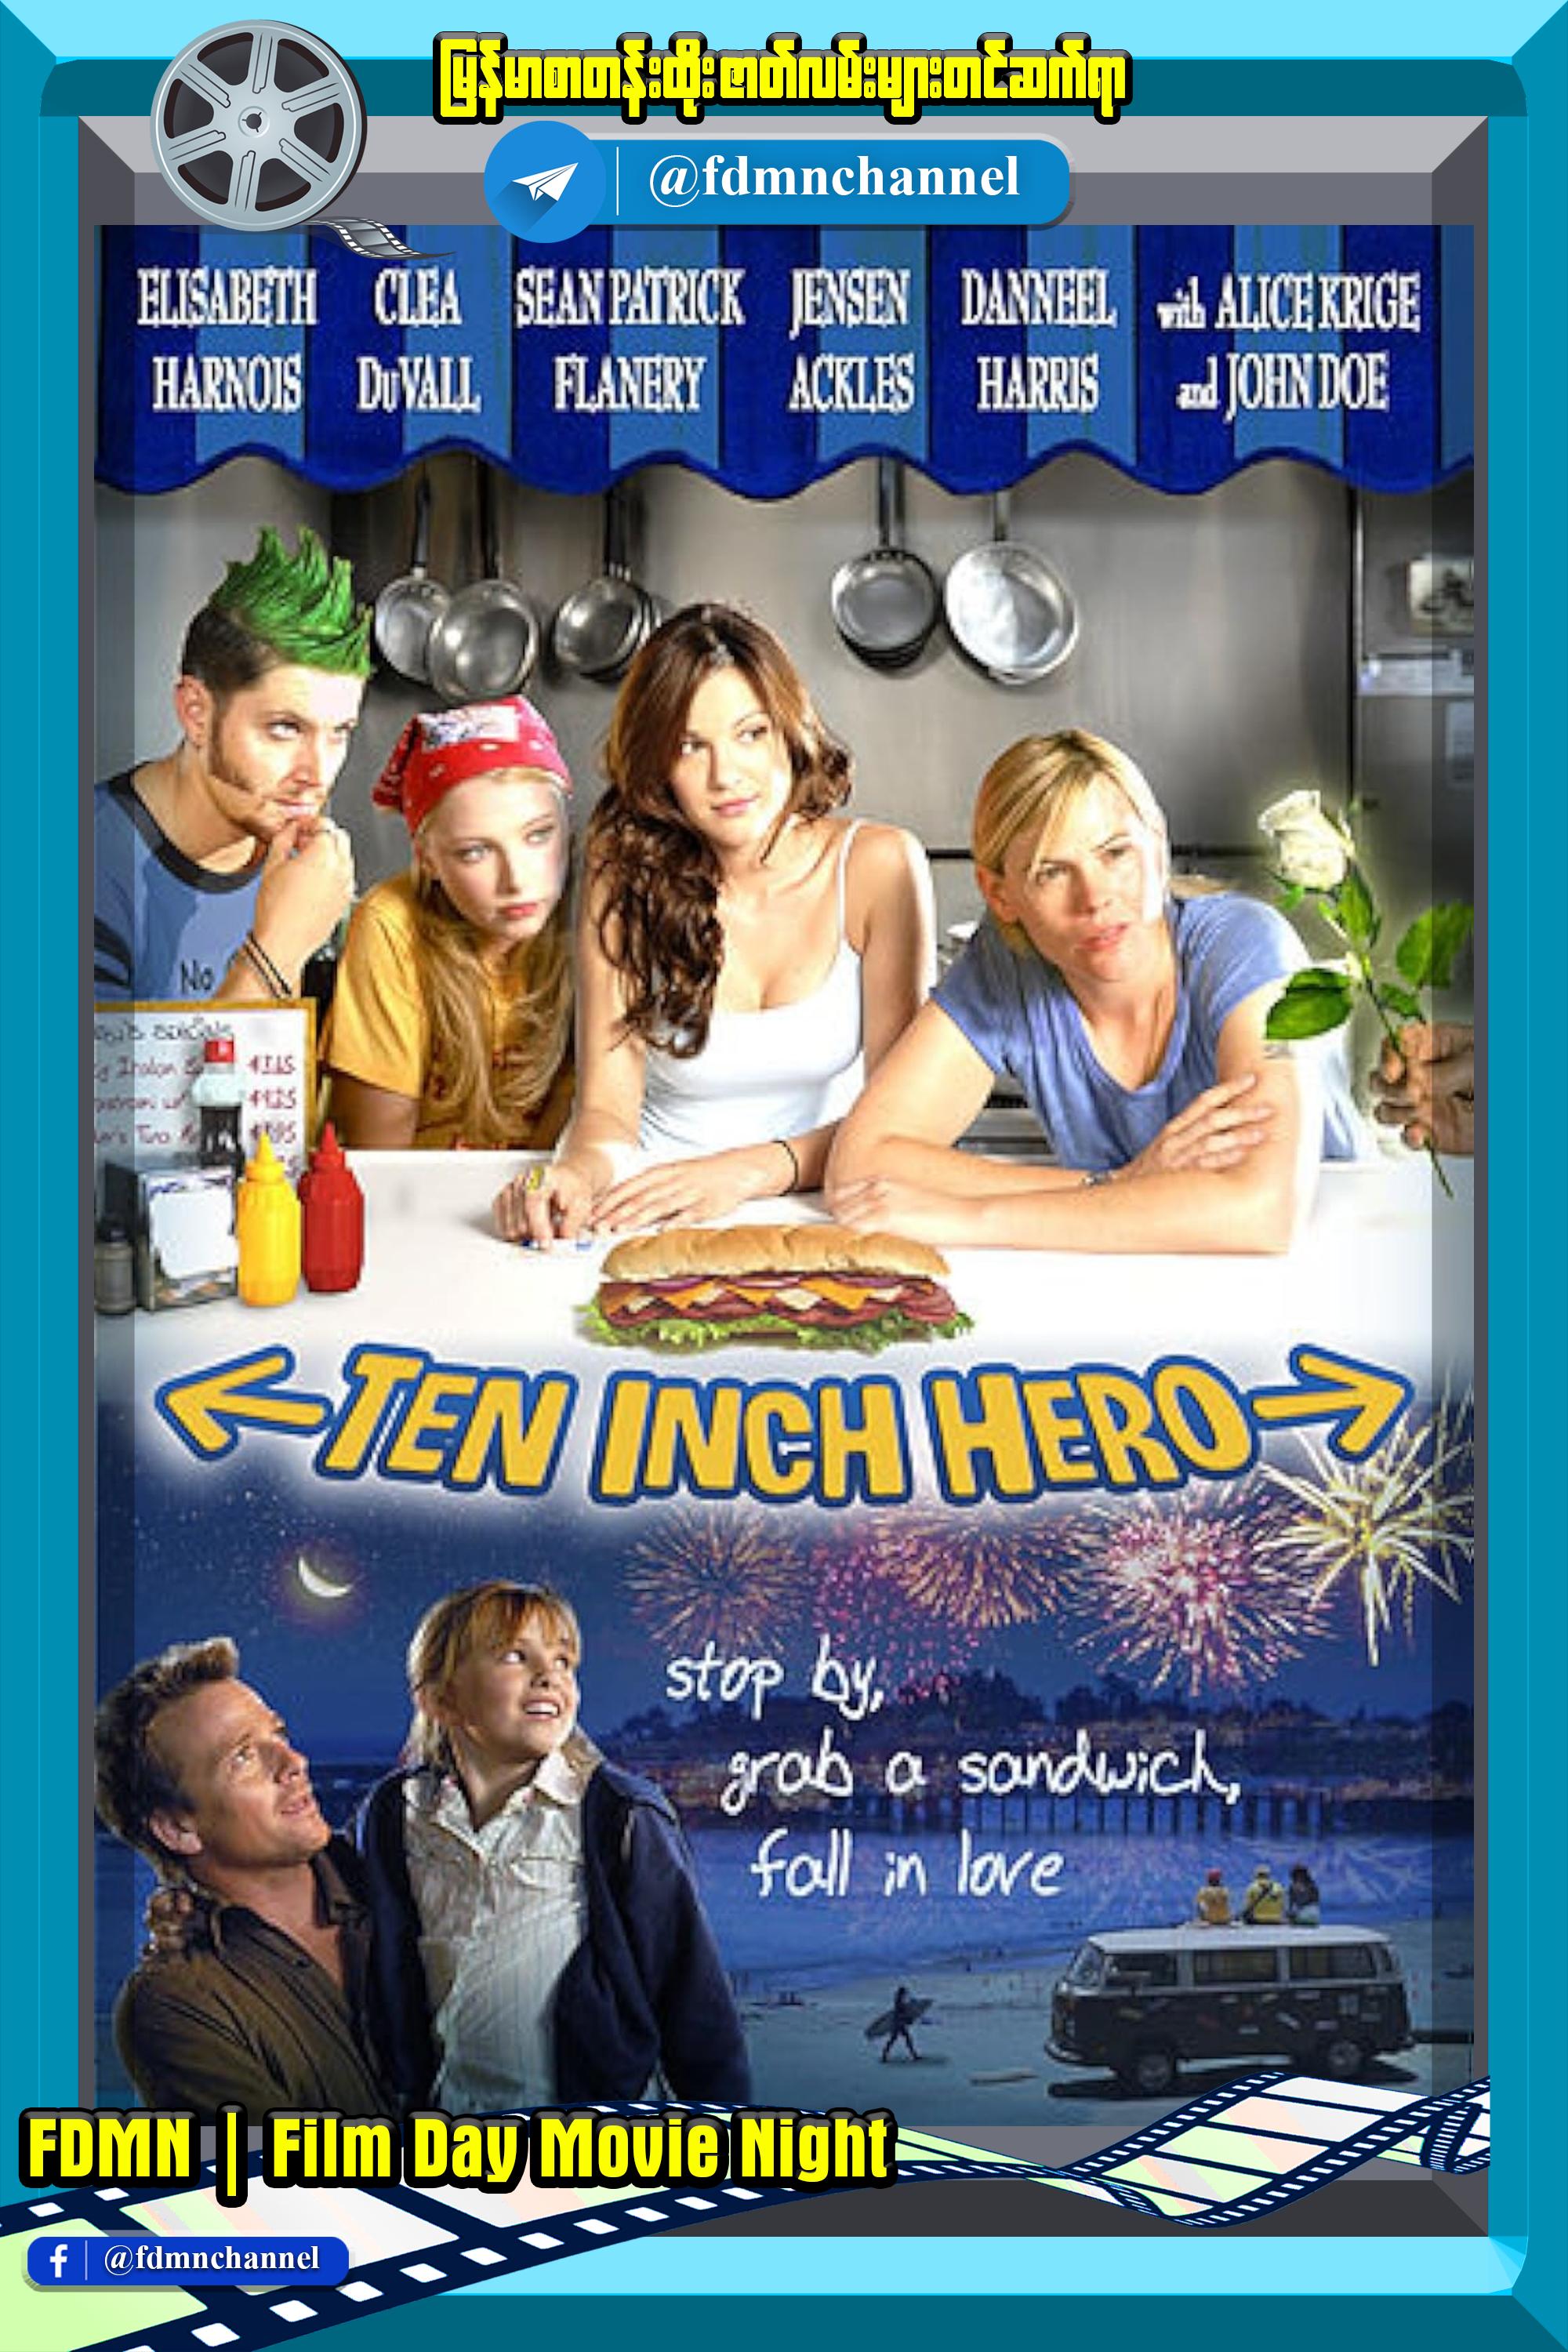 မြန်မာစာတန်းထိုး ဇာတ်လမ်းများတင်ဆက်ရာ
@fdmnchannel
ELISABETH HARNOIS
CLEA DuVALL
SEAN PATRICK FLANERY
JENSEN ACKLES
DANNEEL HARRIS
with ALICE KRIGE
and JOHN DOE
No
TEN INCH HERO
stop by,
grab a sandwich,
fall in love
FDMN | Film Day Movie Night
@fdmnchannel